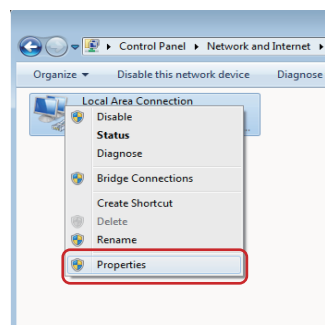 Control Panel ▸ Network and Internet ▸
Organize ▾ Disable this network device Diagnose
Local Area Connection
Disable
Status
Diagnose
Bridge Connections
Create Shortcut
Delete
Rename
Properties